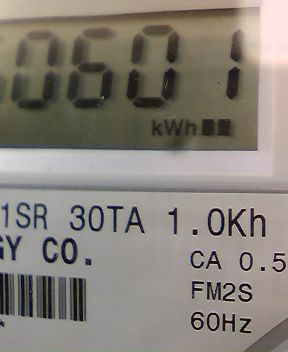 0601
kWh
1SR 30TA 1.0Kh
GY CO.
CA 0.5
FM2S
60Hz